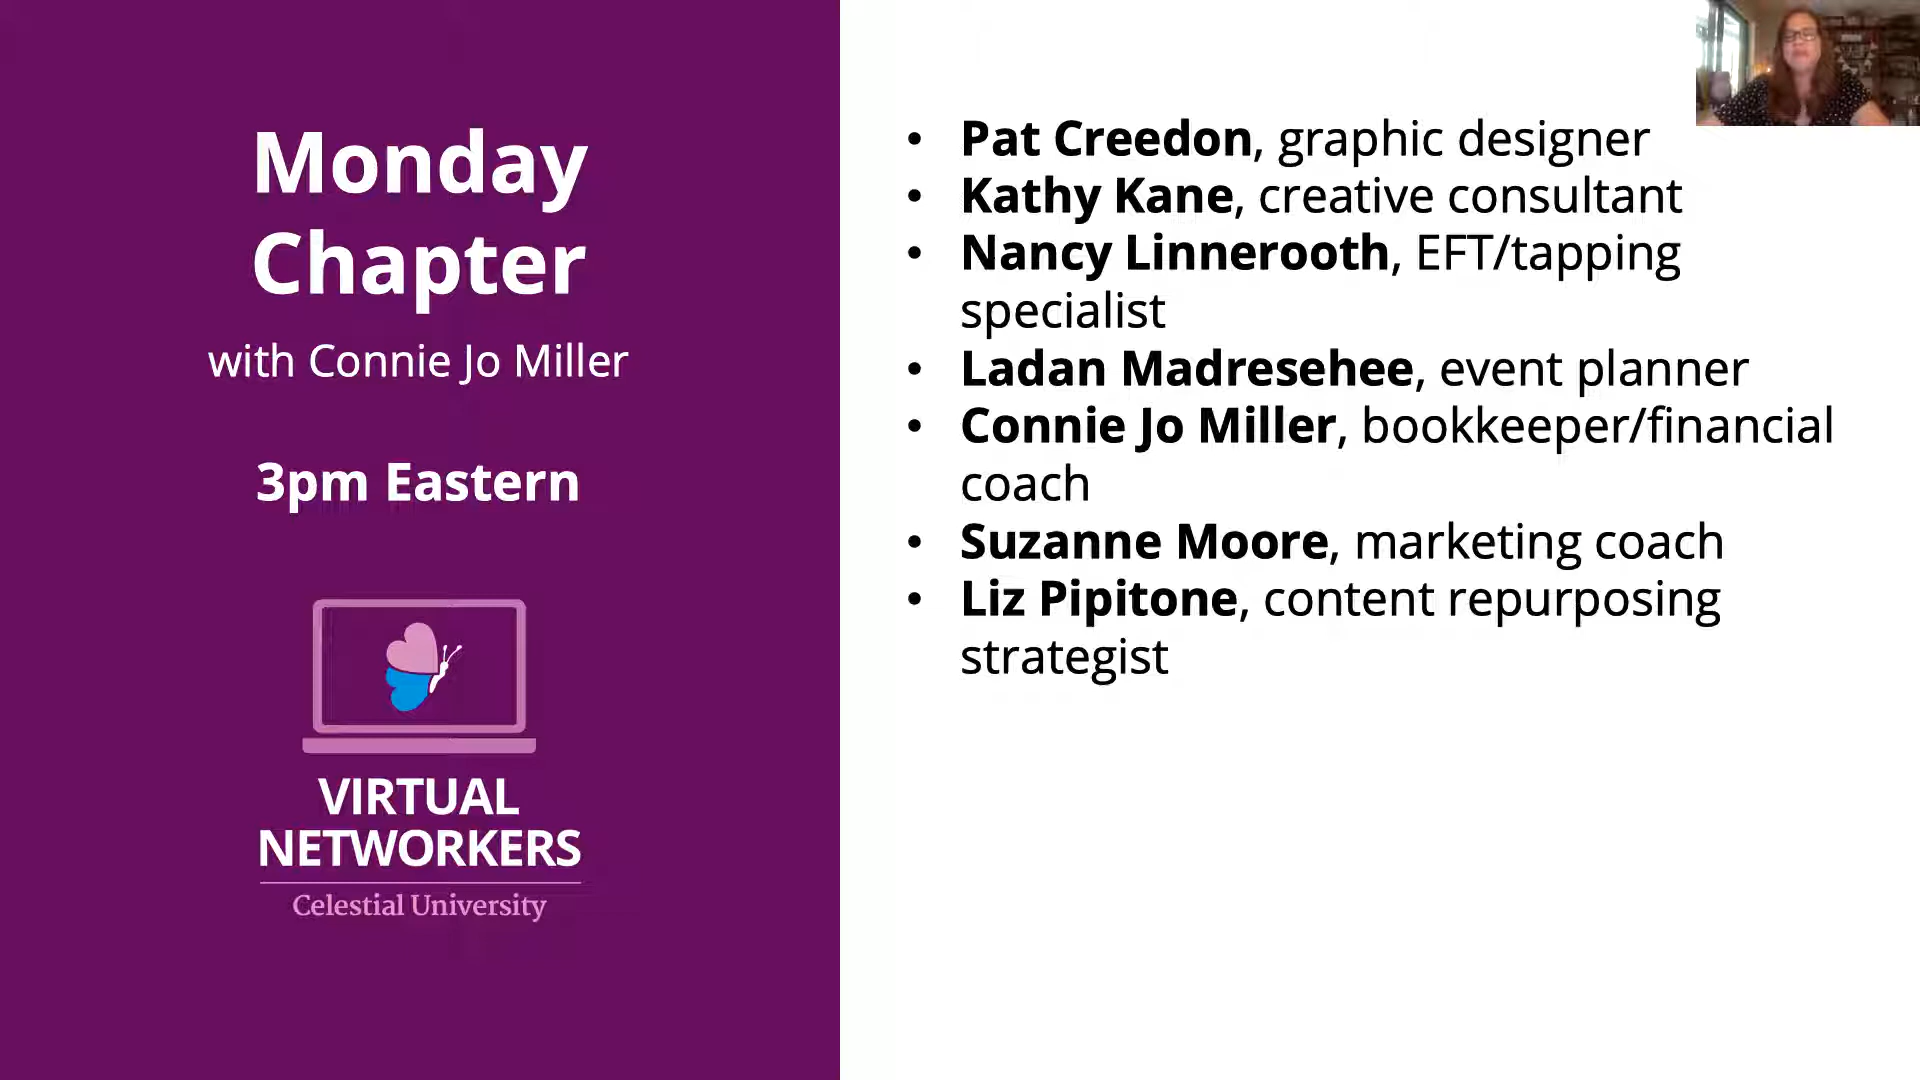 Monday
Chapter
with Connie Jo Miller
3pm Eastern
VIRTUAL
NETWORKERS
Celestial University
• Pat Creedon, graphic designer
• Kathy Kane, creative consultant
• Nancy Linnerooth, EFT/tapping
specialist
• Ladan Madresehee, event planner
• Connie Jo Miller, bookkeeper/financial
coach
• Suzanne Moore, marketing coach
• Liz Pipitone, content repurposing
strategist